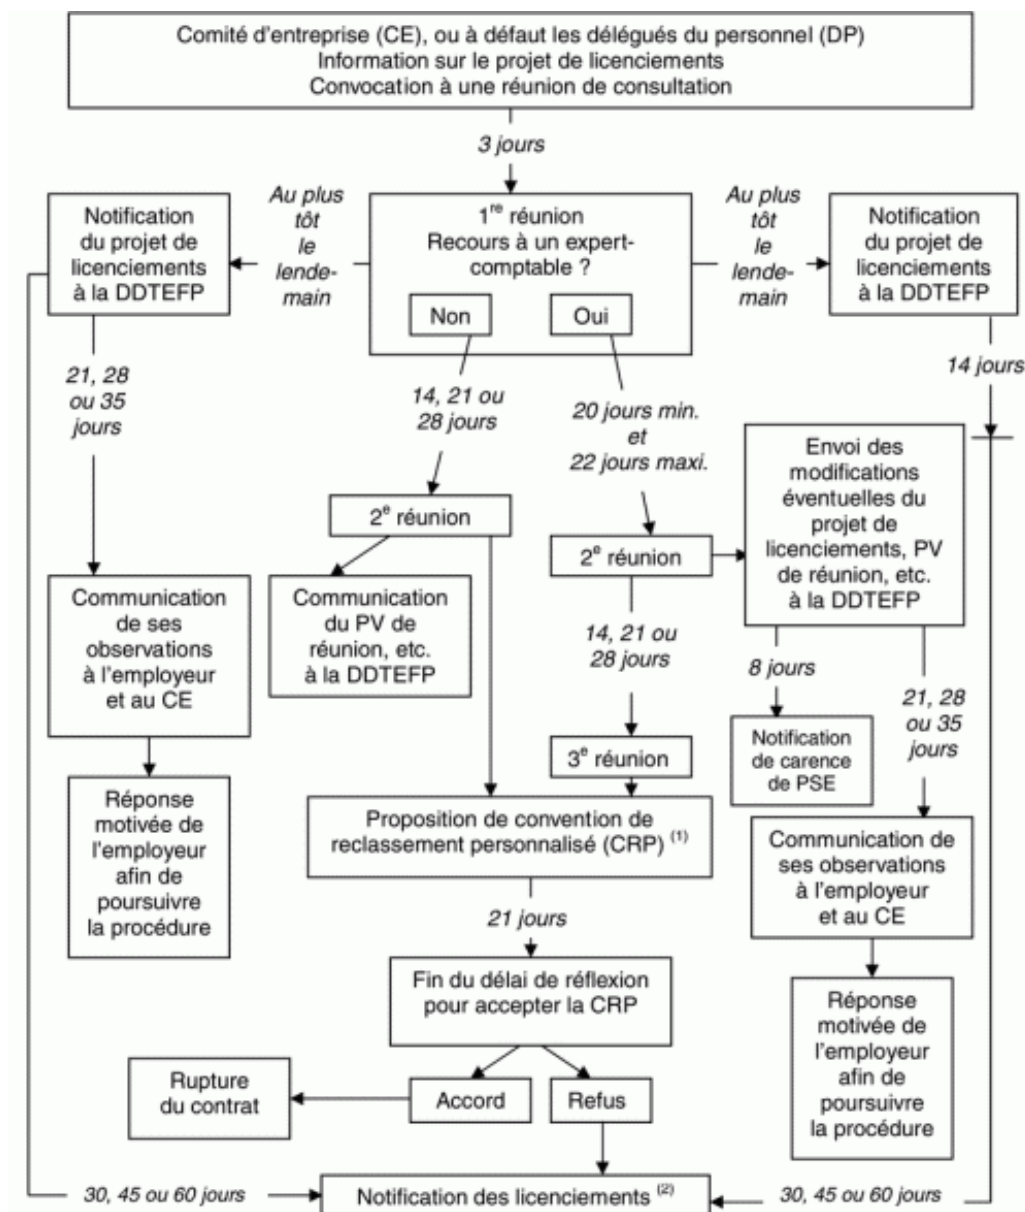 Comité d'entreprise (CE), ou à défaut les délégués du personnel (DP)
Information sur le projet de licenciements
Convocation à une réunion de consultation
3 jours
Notification
du projet de
licenciements
à la DDTEFP
Au plus
tôt
le
lende-
main
1re réunion
Recours à un expert-
comptable ?
Non
Oui
Au plus
tôt
le
lende-
main
Notification
du projet de
licenciements
à la DDTEFP
21, 28
ou 35
jours
14, 21 ou
28 jours
20 jours min.
et
22 jours maxi.
14 jours
2e réunion
2e réunion
Envoi des
modifications
éventuelles du
projet de
licenciements, PV
de réunion, etc.
à la DDTEFP
Communication
de ses
observations
à l'employeur
et au CE
Communication
du PV de
réunion, etc.
à la DDTEFP
14, 21 ou
28 jours
8 jours
21, 28
ou 35
jours
3e réunion
Notification
de carence
de PSE
Réponse
motivée de
l'employeur
afin de
poursuivre
la procédure
Proposition de convention de
reclassement personnalisé (CRP) (1)
Communication de
ses observations
à l'employeur
et au CE
21 jours
Fin du délai de réflexion
pour accepter la CRP
Réponse
motivée de
l'employeur
afin de
poursuivre
la procédure
Rupture
du contrat
Accord
Refus
30, 45 ou 60 jours
Notification des licenciements (2)
30, 45 ou 60 jours